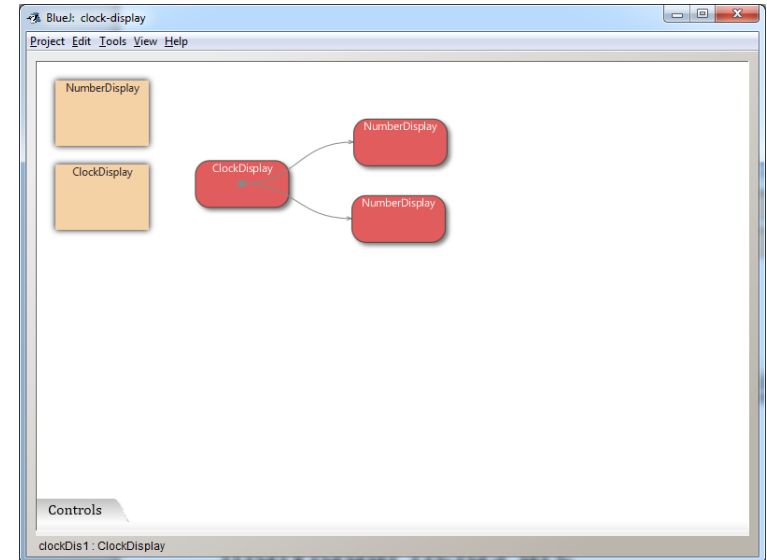 BlueJ: clock-display
Project Edit Tools View Help
NumberDisplay
ClockDisplay
ClockDisplay
NumberDisplay
NumberDisplay
Controls
clockDis1 : ClockDisplay